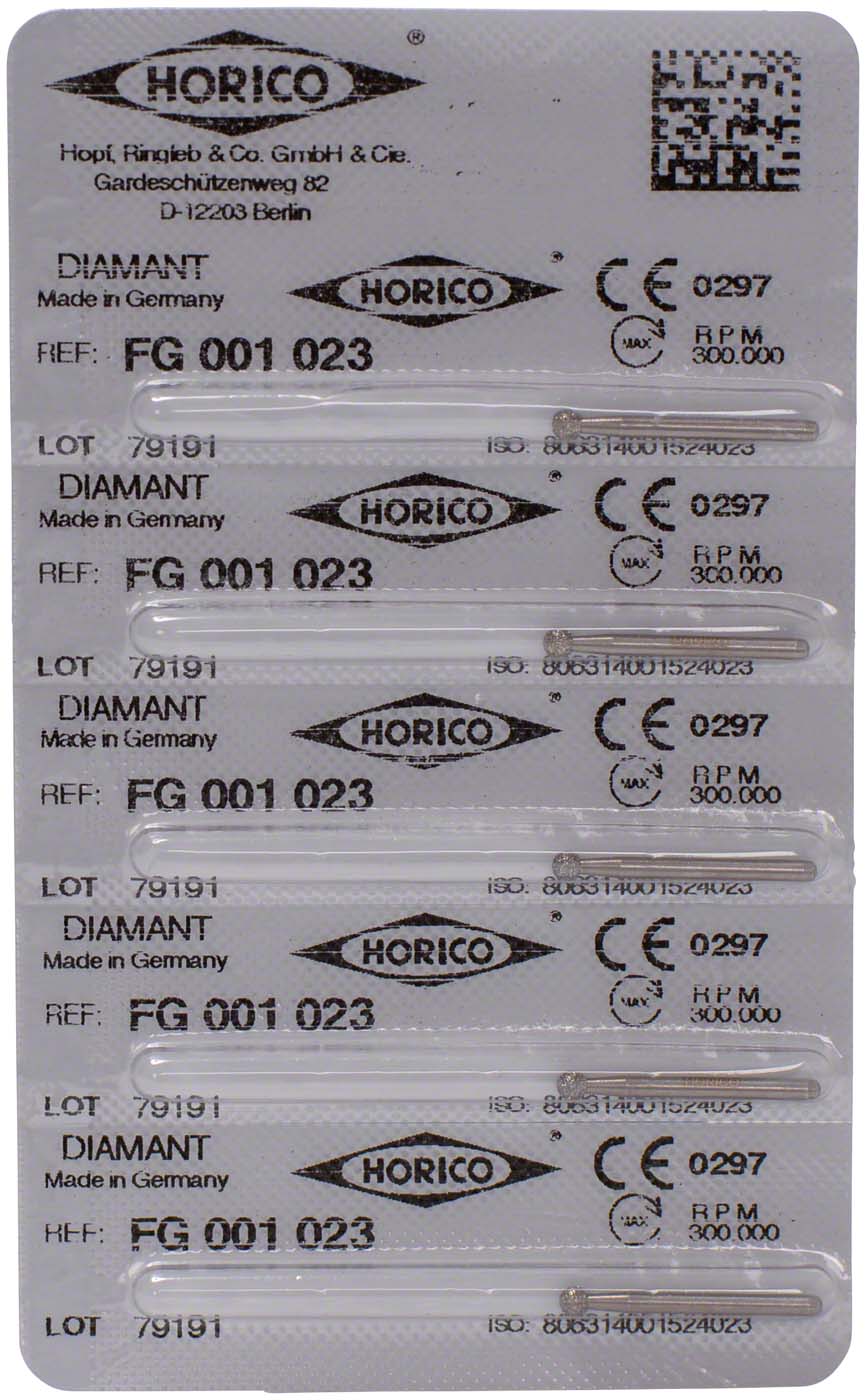 HORICO®
Hopf, Ringleb & Co. GmbH & Cie.
Gardeschützenweg 82
D-12203 Berlin
DIAMANT HORICO® CE 0297
Made in Germany
MAX RPM
REF: FG 001 023 300.000
LOT 79191 ISO: 806314001524023
DIAMANT HORICO® CE 0297
Made in Germany
MAX RPM
REF: FG 001 023 300.000
HORICO
LOT 79191 ISO: 806314001524023
DIAMANT HORICO® CE 0297
Made in Germany
MAX RPM
REF: FG 001 023 300.000
LOT 79191 ISO: 806314001524023
DIAMANT HORICO® CE 0297
Made in Germany
MAX RPM
REF: FG 001 023 300.000
HORICO
LOT 79191 ISO: 806314001524023
DIAMANT HORICO® CE 0297
Made in Germany
MAX RPM
REF: FG 001 023 300.000
LOT 79191 ISO: 806314001524023